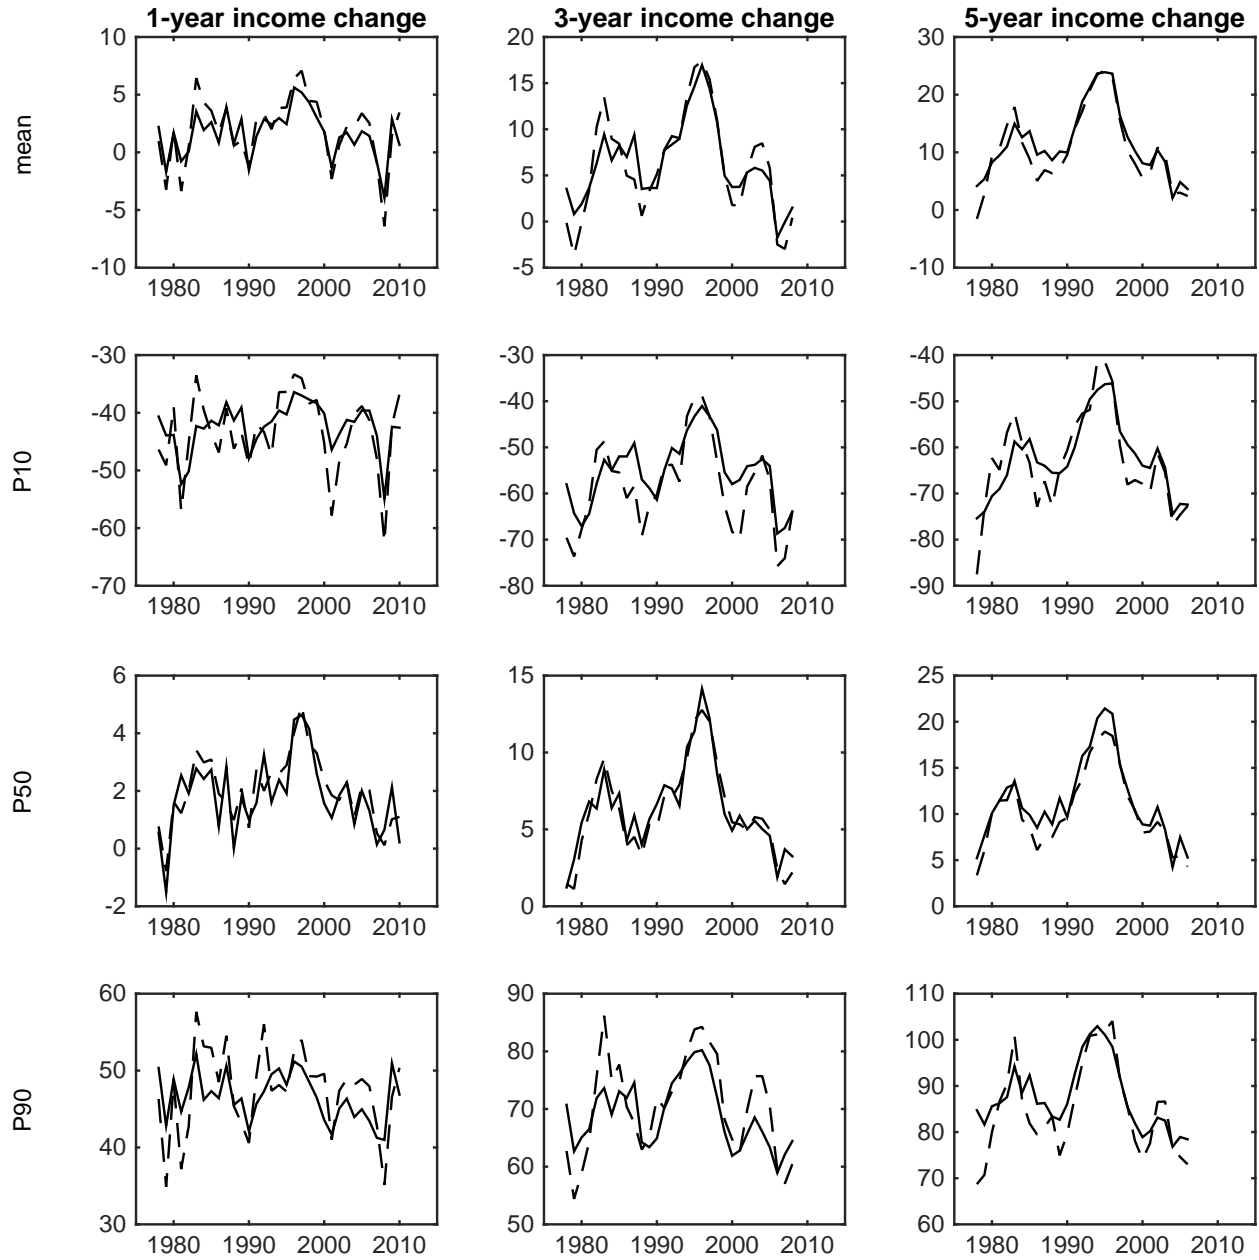 1-year income change 3-year income change 5-year income change
mean
10 5 0 -5 -10
1980 1990 2000 2010
20 15 10 5 0 -5
1980 1990 2000 2010
30 20 10 0 -10
1980 1990 2000 2010
P10
-30 -40 -50 -60 -70
1980 1990 2000 2010
-30 -40 -50 -60 -70 -80
1980 1990 2000 2010
-40 -50 -60 -70 -80 -90
1980 1990 2000 2010
P50
6 4 2 0 -2
1980 1990 2000 2010
15 10 5 0
1980 1990 2000 2010
25 20 15 10 5 0
1980 1990 2000 2010
P90
60 50 40 30
1980 1990 2000 2010
90 80 70 60 50
1980 1990 2000 2010
110 100 90 80 70 60
1980 1990 2000 2010